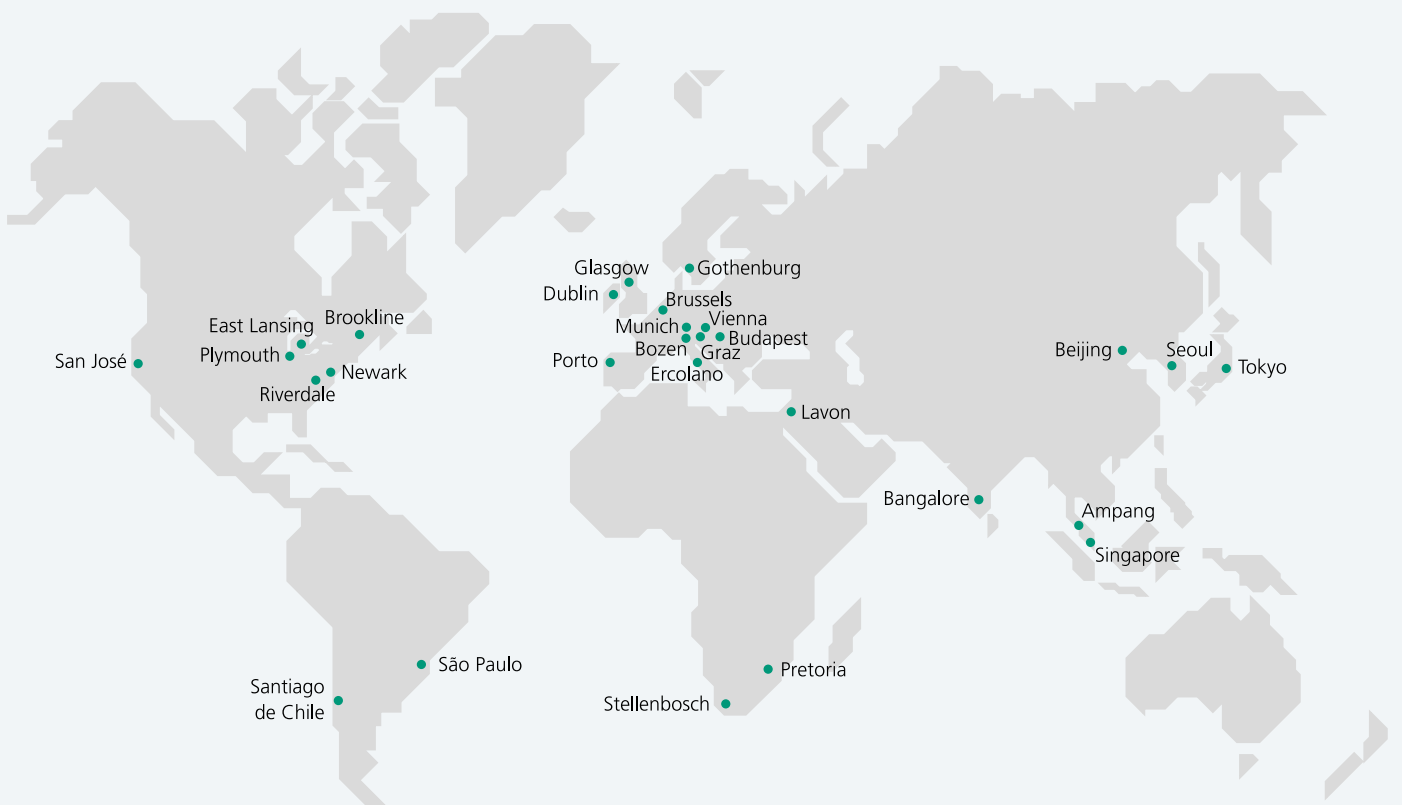 Glasgow
Gothenburg
Dublin
Brussels
Munich
Vienna
Bozen
Graz
Budapest
Porto
Ercolano
East Lansing
Brookline
Plymouth
San José
Newark
Riverdale
Beijing
Seoul
Tokyo
Lavon
Bangalore
Ampang
Singapore
São Paulo
Pretoria
Santiago
de Chile
Stellenbosch